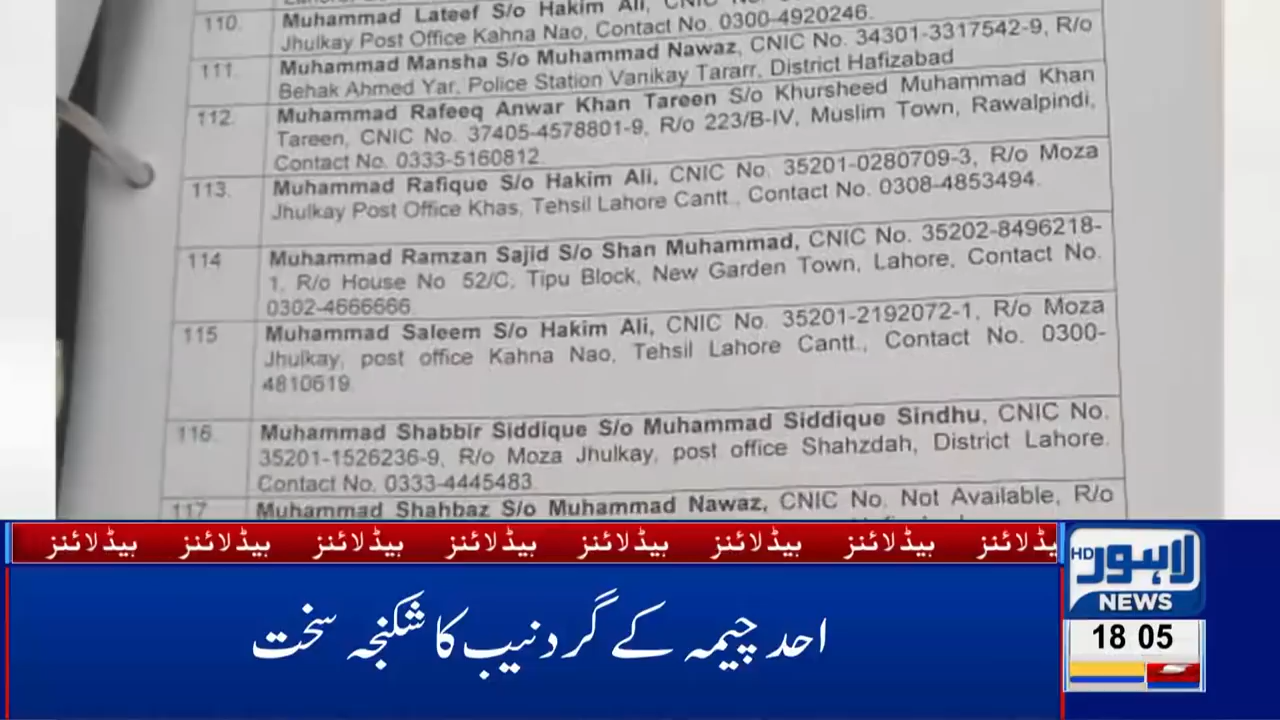 110. Muhammad Lateef S/o Hakim Ali,
Jhulkay Post Office Kahna Nao, Contact No. 0300-4920246.
111. Muhammad Mansha S/o Muhammad Nawaz, CNIC No. 34301-3317542-9, R/o
Behak Ahmed Yar, Police Station Vanikay Tararr, District Hafizabad
112. Muhammad Rafeeq Anwar Khan Tareen S/o Khursheed Muhammad Khan
Tareen, CNIC No. 37405-4578801-9, R/o 223/B-IV, Muslim Town, Rawalpindi,
Contact No. 0333-5160812.
113. Muhammad Rafique S/o Hakim Ali, CNIC No. 35201-0280709-3, R/o Moza
Jhulkay Post Office Khas, Tehsil Lahore Cantt., Contact No. 0308-4853494.
114 Muhammad Ramzan Sajid S/o Shan Muhammad, CNIC No. 35202-8496218-
1, R/o House No 52/C, Tipu Block, New Garden Town, Lahore, Contact No.
0302-4666666
115 Muhammad Saleem S/o Hakim Ali, CNIC No. 35201-2192072-1, R/o Moza
Jhulkay, post office Kahna Nao, Tehsil Lahore Cantt., Contact No. 0300-
4810619.
116. Muhammad Shabbir Siddique S/o Muhammad Siddique Sindhu, CNIC No.
35201-1526236-9, R/o Moza Jhulkay, post office Shahzdah, District Lahore.
Contact No. 0333-4445483.
117 Muhammad Shahbaz S/o Muhammad Nawaz, CNIC No. Not Available, R/o
ہیڈلائنز ہیڈلائنز ہیڈلائنز ہیڈلائنز ہیڈلائنز ہیڈلائنز ہیڈلائنز یڈلائنز
احد چیمہ کے گرد نیب کا شکنجہ سخت
لاہور HD
NEWS
18 05